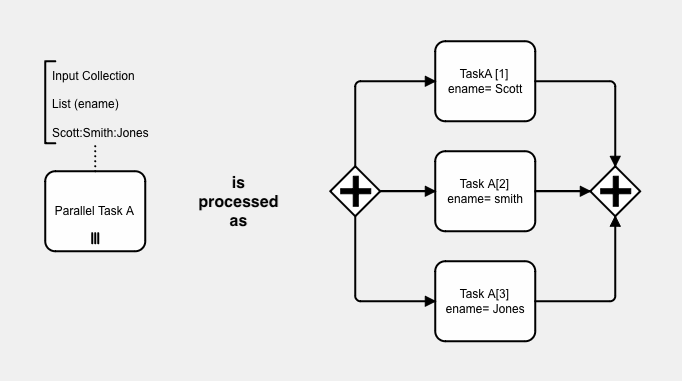 Input Collection
List (ename)
Scott:Smith:Jones
Parallel Task A
is
processed
as
TaskA [1]
ename= Scott
Task A[2]
ename= smith
Task A[3]
ename= Jones